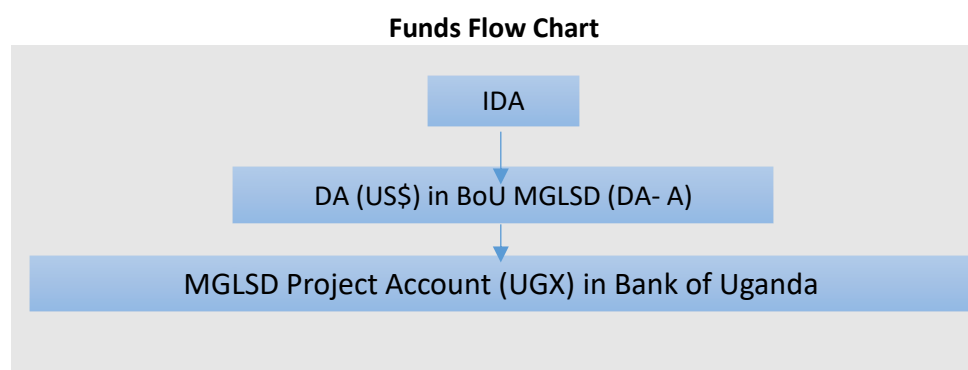 Funds Flow Chart
IDA
DA (US$) in BoU MGLSD (DA- A)
MGLSD Project Account (UGX) in Bank of Uganda